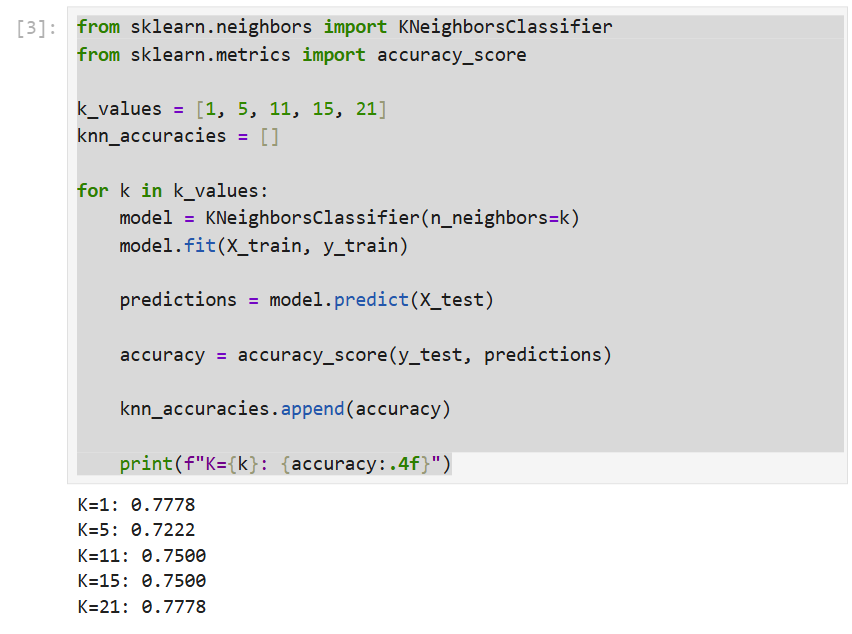 [3]:
from sklearn.neighbors import KNeighborsClassifier
from sklearn.metrics import accuracy_score
k_values = [1, 5, 11, 15, 21]
knn_accuracies = []
for k in k_values:
    model = KNeighborsClassifier(n_neighbors=k)
    model.fit(X_train, y_train)
    predictions = model.predict(X_test)
    accuracy = accuracy_score(y_test, predictions)
    knn_accuracies.append(accuracy)
    print(f"K={k}: {accuracy:.4f}")
K=1: 0.7778
K=5: 0.7222
K=11: 0.7500
K=15: 0.7500
K=21: 0.7778